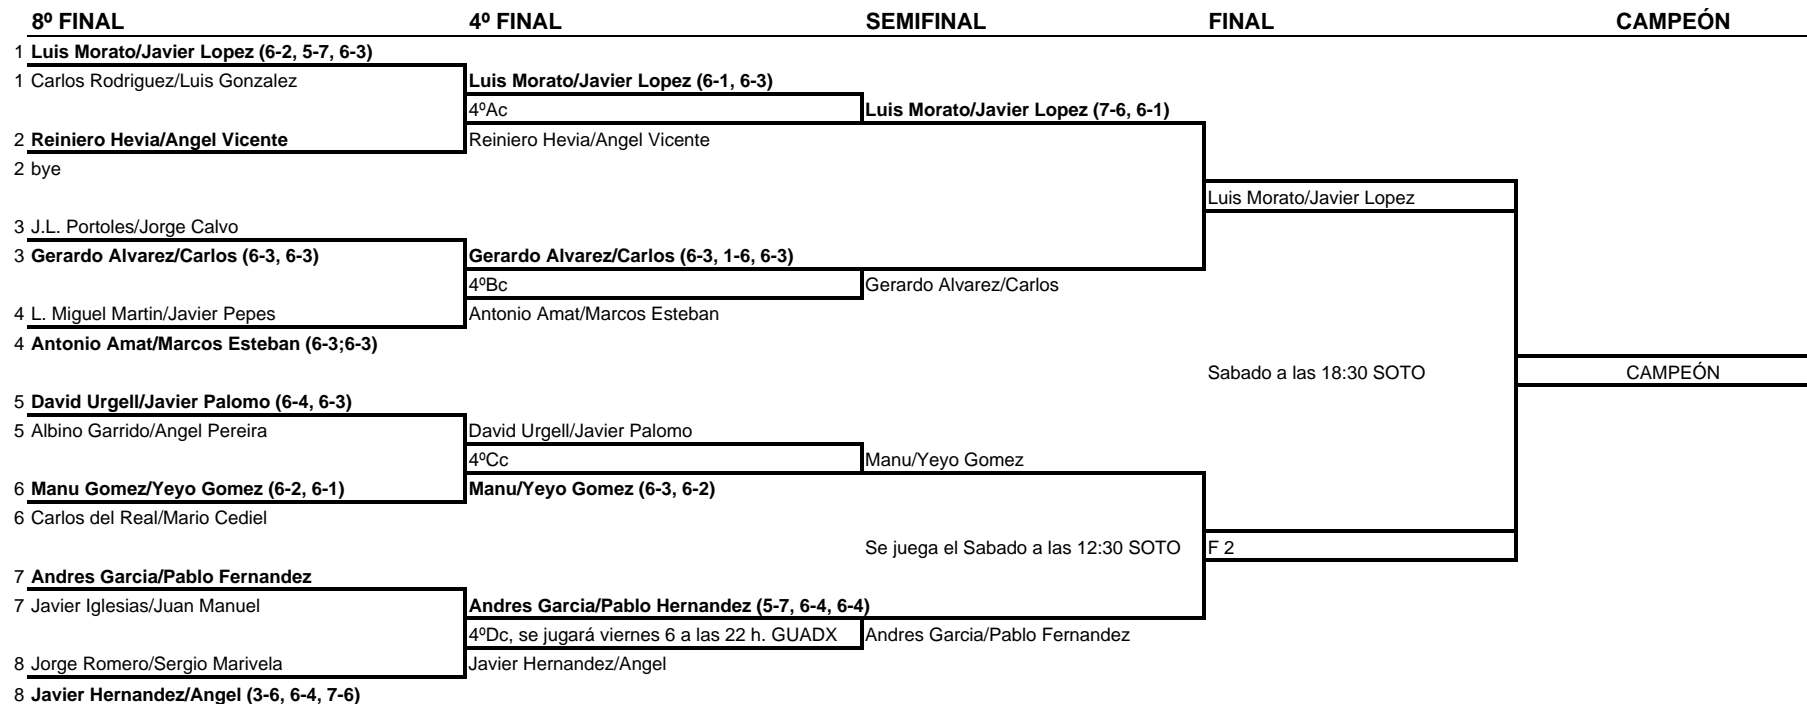 8º FINAL 4º FINAL SEMIFINAL FINAL CAMPEÓN
1 Luis Morato/Javier Lopez (6-2, 5-7, 6-3)
1 Carlos Rodriguez/Luis Gonzalez Luis Morato/Javier Lopez (6-1, 6-3)
4ºAc Luis Morato/Javier Lopez (7-6, 6-1)
2 Reiniero Hevia/Angel Vicente Reiniero Hevia/Angel Vicente
2 bye
Luis Morato/Javier Lopez
3 J.L. Portoles/Jorge Calvo
3 Gerardo Alvarez/Carlos (6-3, 6-3) Gerardo Alvarez/Carlos (6-3, 1-6, 6-3)
4ºBc Gerardo Alvarez/Carlos
4 L. Miguel Martin/Javier Pepes Antonio Amat/Marcos Esteban
4 Antonio Amat/Marcos Esteban (6-3;6-3)
Sabado a las 18:30 SOTO CAMPEÓN
5 David Urgell/Javier Palomo (6-4, 6-3)
5 Albino Garrido/Angel Pereira David Urgell/Javier Palomo
4ºCc Manu/Yeyo Gomez
6 Manu Gomez/Yeyo Gomez (6-2, 6-1) Manu/Yeyo Gomez (6-3, 6-2)
6 Carlos del Real/Mario Cediel
Se juega el Sabado a las 12:30 SOTO F 2
7 Andres Garcia/Pablo Fernandez
7 Javier Iglesias/Juan Manuel Andres Garcia/Pablo Hernandez (5-7, 6-4, 6-4)
4ºDc, se jugará viernes 6 a las 22 h. GUADX Andres Garcia/Pablo Fernandez
8 Jorge Romero/Sergio Marivela Javier Hernandez/Angel
8 Javier Hernandez/Angel (3-6, 6-4, 7-6)